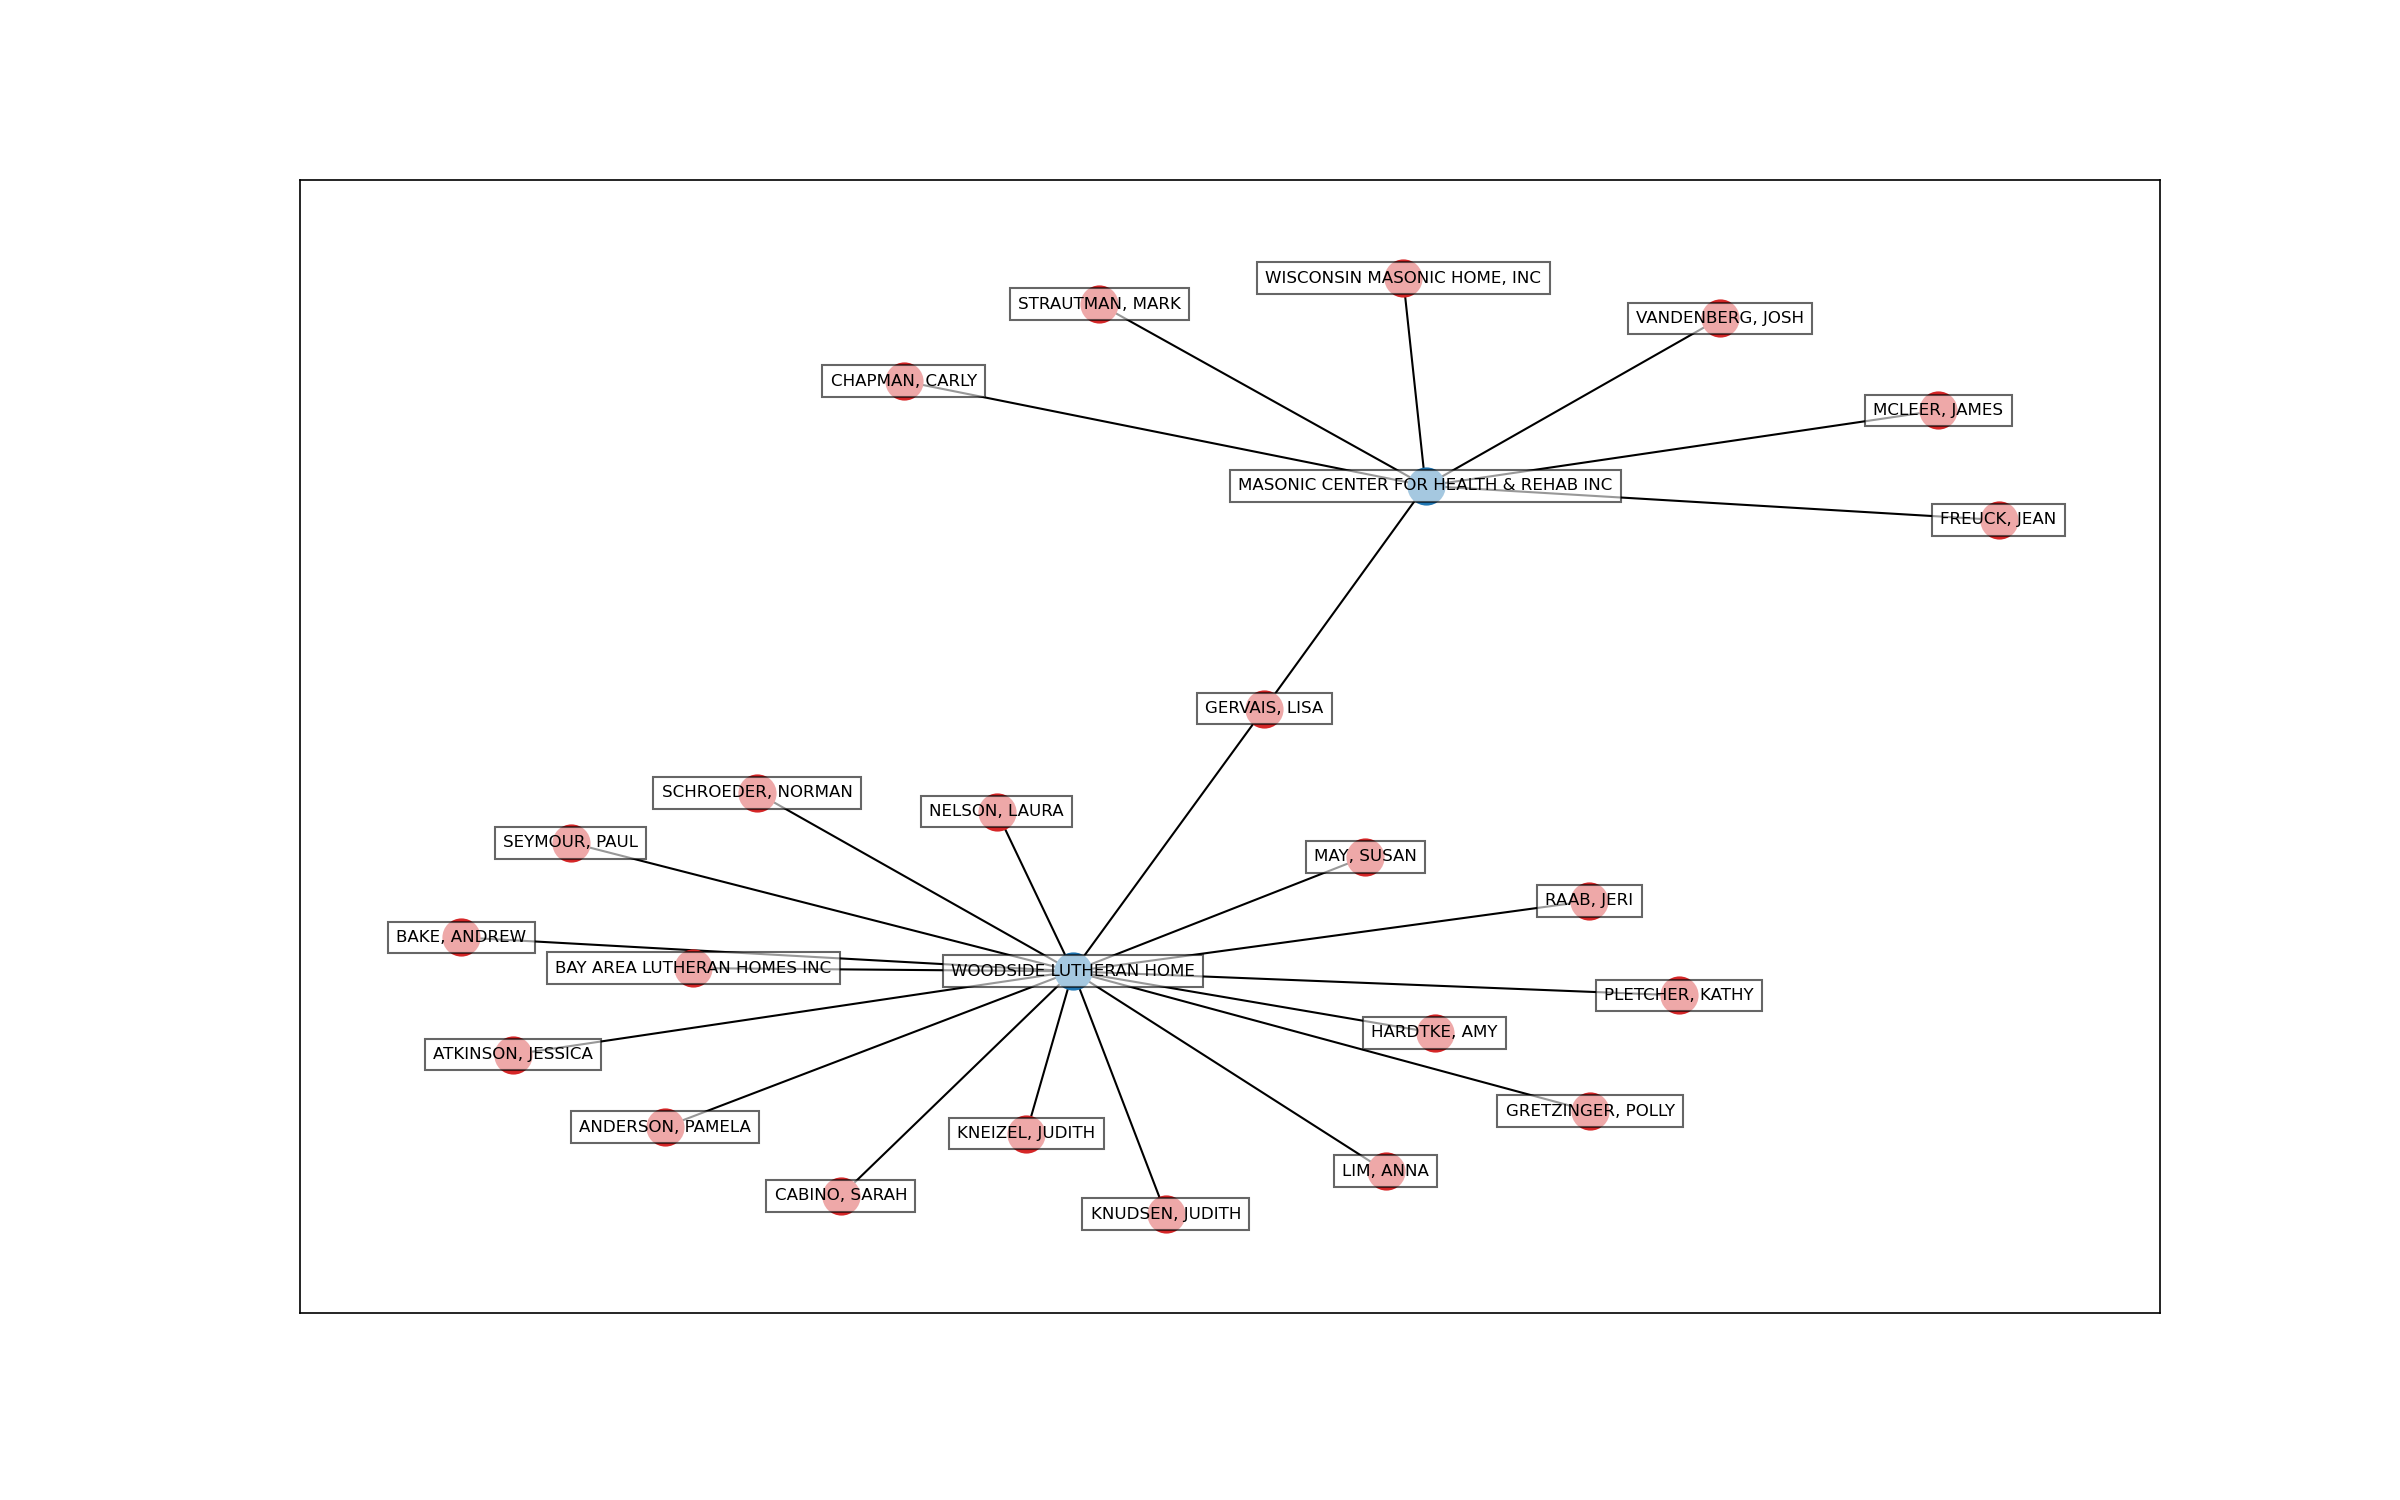 WISCONSIN MASONIC HOME, INC
STRAUTMAN, MARK
VANDENBERG, JOSH
CHAPMAN, CARLY
MCLEER, JAMES
MASONIC CENTER FOR HEALTH & REHAB INC
FREUCK, JEAN
GERVAIS, LISA
SCHROEDER, NORMAN
NELSON, LAURA
SEYMOUR, PAUL
MAY, SUSAN
RAAB, JERI
BAKE, ANDREW
BAY AREA LUTHERAN HOMES INC
WOODSIDE LUTHERAN HOME
PLETCHER, KATHY
HARDTKE, AMY
ATKINSON, JESSICA
GRETZINGER, POLLY
ANDERSON, PAMELA
KNEIZEL, JUDITH
LIM, ANNA
CABINO, SARAH
KNUDSEN, JUDITH